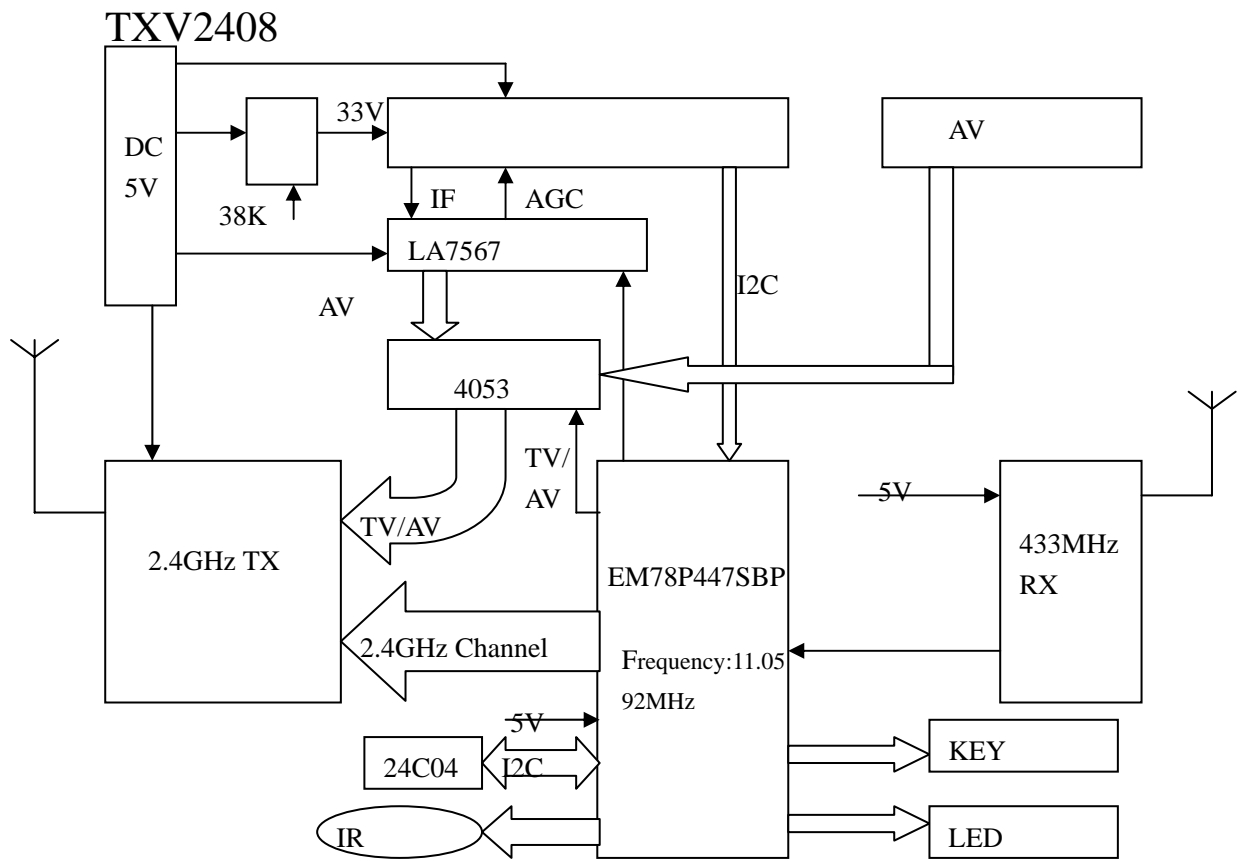 TXV2408
DC
5V
33V
38K
AV
IF
AGC
LA7567
I2C
AV
4053
TV/
AV
TV/AV
2.4GHz TX
5V
433MHz
RX
EM78P447SBP
2.4GHz Channel
Frequency:11.05
92MHz
5V
24C04
I2C
KEY
IR
LED